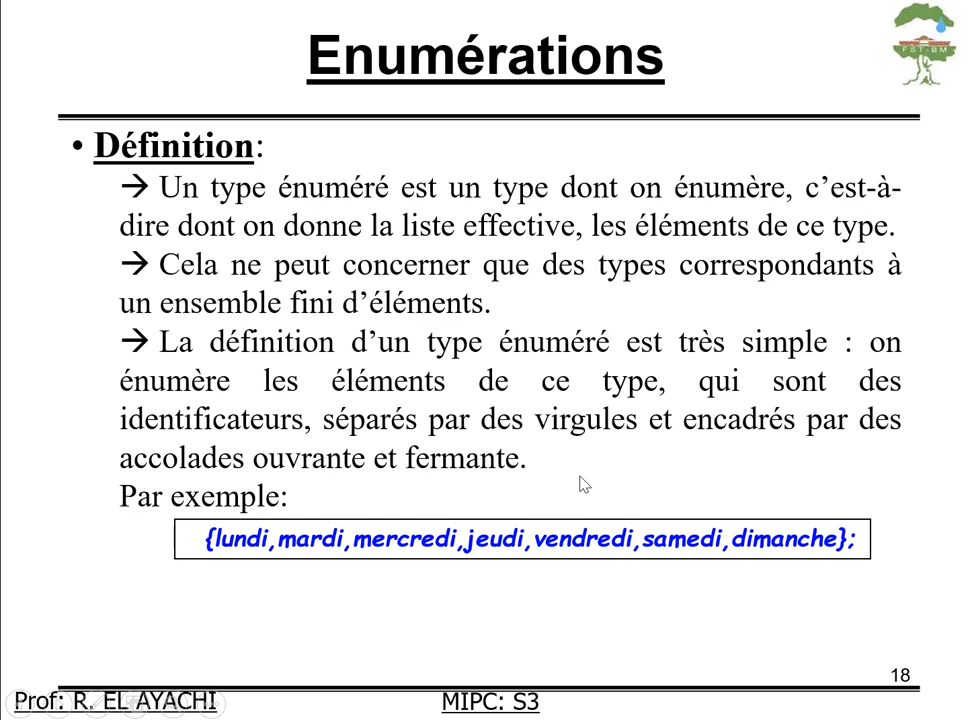 Enumérations
FST-BM
• Définition:
→ Un type énuméré est un type dont on énumère, c’est-à-
dire dont on donne la liste effective, les éléments de ce type.
→ Cela ne peut concerner que des types correspondants à
un ensemble fini d’éléments.
→ La définition d’un type énuméré est très simple : on
énumère les éléments de ce type, qui sont des
identificateurs, séparés par des virgules et encadrés par des
accolades ouvrante et fermante.
Par exemple:
{lundi,mardi,mercredi,jeudi,vendredi,samedi,dimanche};
18
Prof: R. EL AYACHI
MIPC: S3